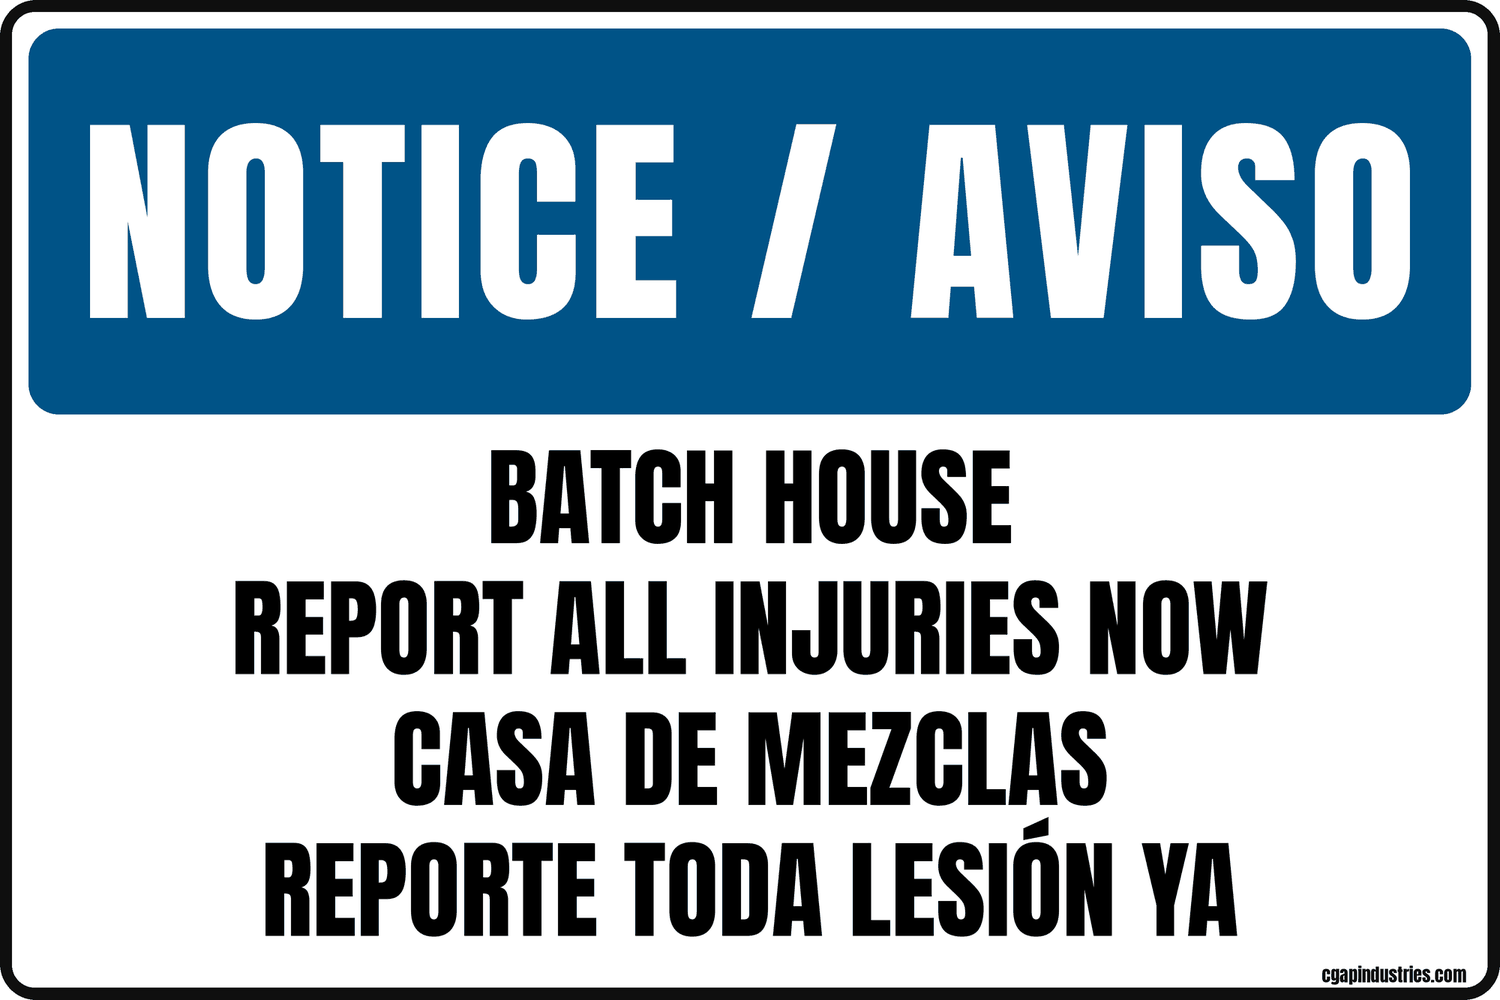 NOTICE / AVISO
BATCH HOUSE
REPORT ALL INJURIES NOW
CASA DE MEZCLAS
REPORTE TODA LESIÓN YA
cgapindustries.com